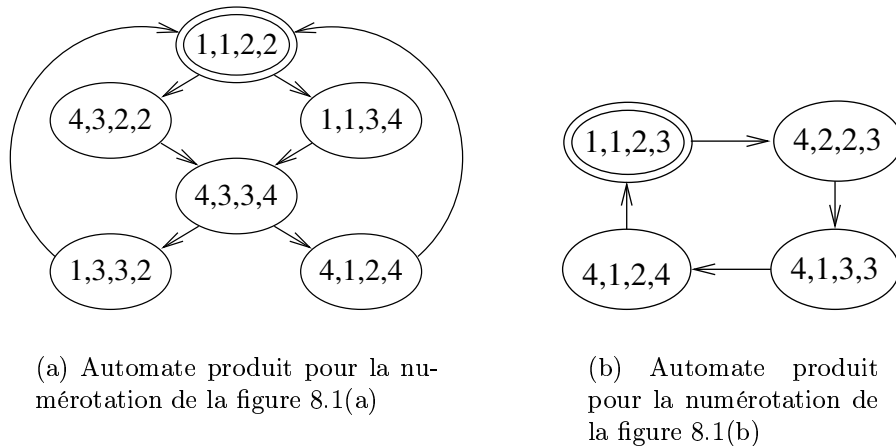 1,1,2,2
4,3,2,2
1,1,3,4
4,3,3,4
1,3,3,2
4,1,2,4
(a) Automate produit pour la nu-
mérotation de la figure 8.1(a)
1,1,2,3
4,2,2,3
4,1,2,4
4,1,3,3
(b) Automate produit
pour la numérotation de
la figure 8.1(b)